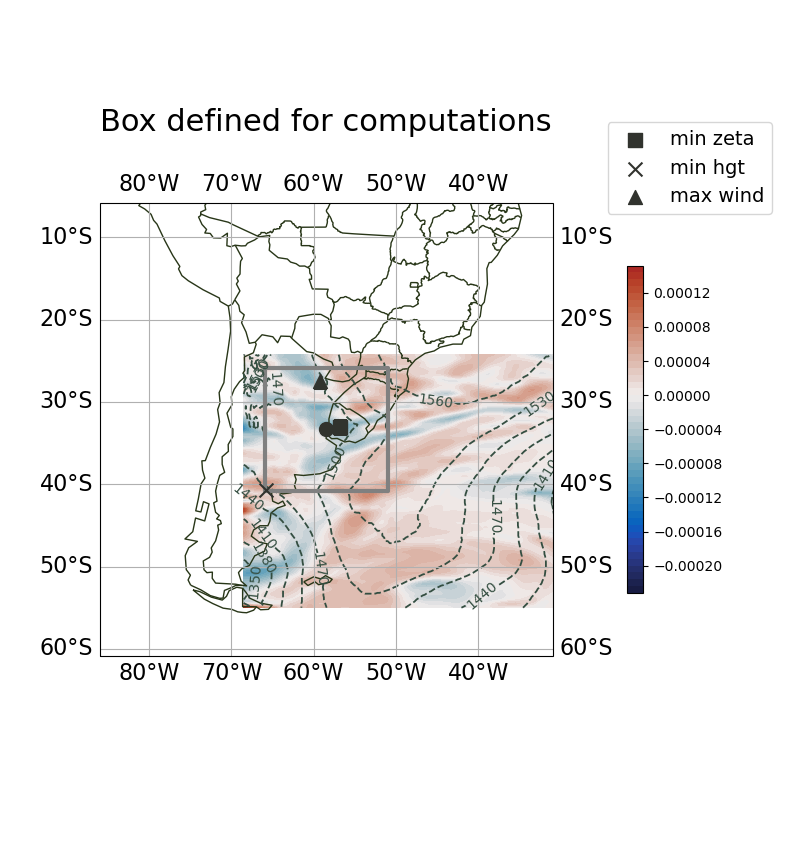 Box defined for computations
min zeta
min hgt
max wind
80°W 70°W 60°W 50°W 40°W
10°S 10°S
20°S 20°S
30°S 30°S
40°S 40°S
50°S 50°S
60°S 60°S
80°W 70°W 60°W 50°W 40°W
0.00012
0.00008
0.00004
0.00000
−0.00004
−0.00008
−0.00012
−0.00016
−0.00020
1470
1560
1530
1500
1410
1440
1470
1410
1350
1470
1440